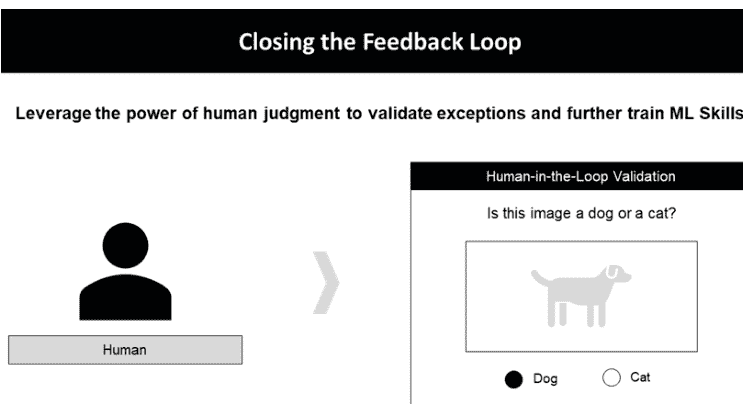 Closing the Feedback Loop
Leverage the power of human judgment to validate exceptions and further train ML Skills
Human-in-the-Loop Validation
Is this image a dog or a cat?
Human
Dog
Cat